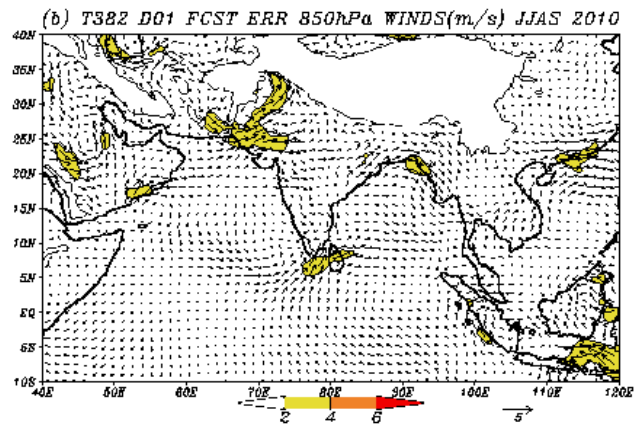 (b) T382 D01 FCST ERR 850hPa WINDS(m/s) JJAS 2010
40N
35N
30N
25N
20N
15N
10N
5N
EQ
5S
10S
40E 50E 60E 70E 80E 90E 100E 110E 120E
2 4 6
5